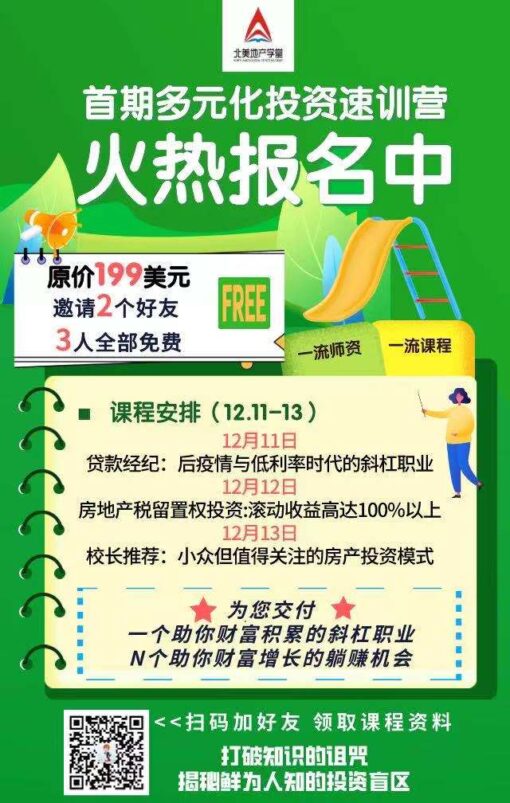 北美地产学堂
首期多元化投资速训营
火热报名中
原价199美元
邀请2个好友
3人全部免费
FREE
一流师资
一流课程
■ 课程安排（12.11-13）
12月11日
贷款经纪：后疫情与低利率时代的斜杠职业
12月12日
房地产税留置权投资:滚动收益高达100%以上
12月13日
校长推荐：小众但值得关注的房产投资模式
为您交付
一个助你财富积累的斜杠职业
N个助你财富增长的躺赚机会
<<扫码加好友 领取课程资料
打破知识的诅咒
揭秘鲜为人知的投资盲区